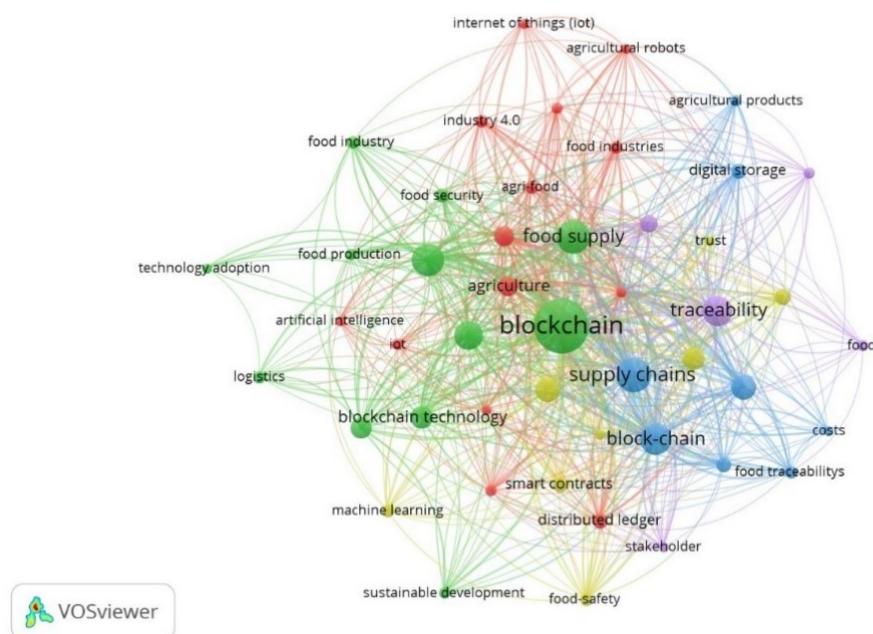 internet of things (iot)
agricultural robots
agricultural products
industry 4.0
food industry
food industries
digital storage
agri-food
food security
food supply
trust
food production
technology adoption
agriculture
traceability
artificial intelligence
blockchain
iot
food
logistics
supply chains
blockchain technology
block-chain
costs
food traceabilitys
smart contracts
machine learning
distributed ledger
stakeholder
sustainable development
food-safety
VOSviewer